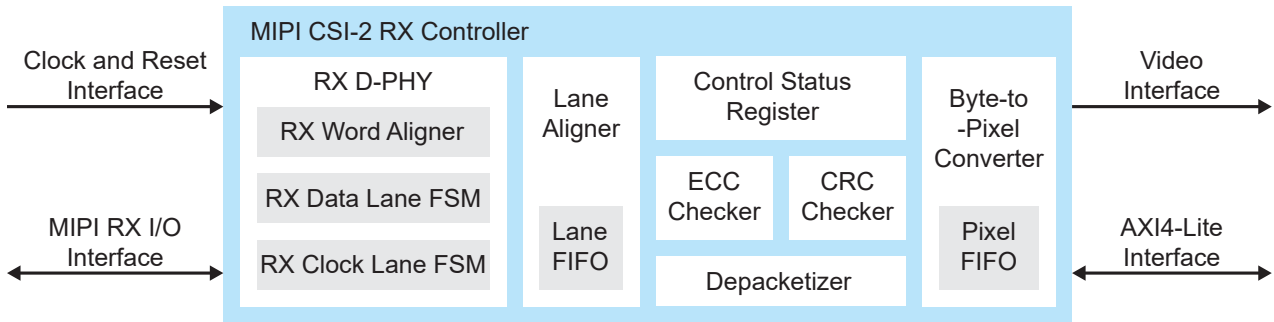 MIPI CSI-2 RX Controller
Clock and Reset
Interface
MIPI RX I/O
Interface
RX D-PHY
RX Word Aligner
RX Data Lane FSM
RX Clock Lane FSM
Lane
Aligner
Lane
FIFO
Control Status
Register
ECC
Checker
CRC
Checker
Depacketizer
Byte-to
-Pixel
Converter
Pixel
FIFO
Video
Interface
AXI4-Lite
Interface